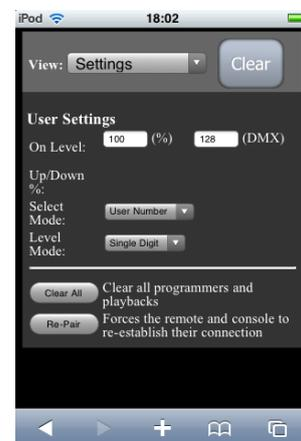 iPod 18:02
View: Settings Clear
User Settings
On Level: 100 (%) 128 (DMX)
Up/Down
%:
Select
Mode: User Number
Level
Mode: Single Digit
Clear All Clear all programmers and
playbacks
Re-Pair Forces the remote and console to
re-establish their connection